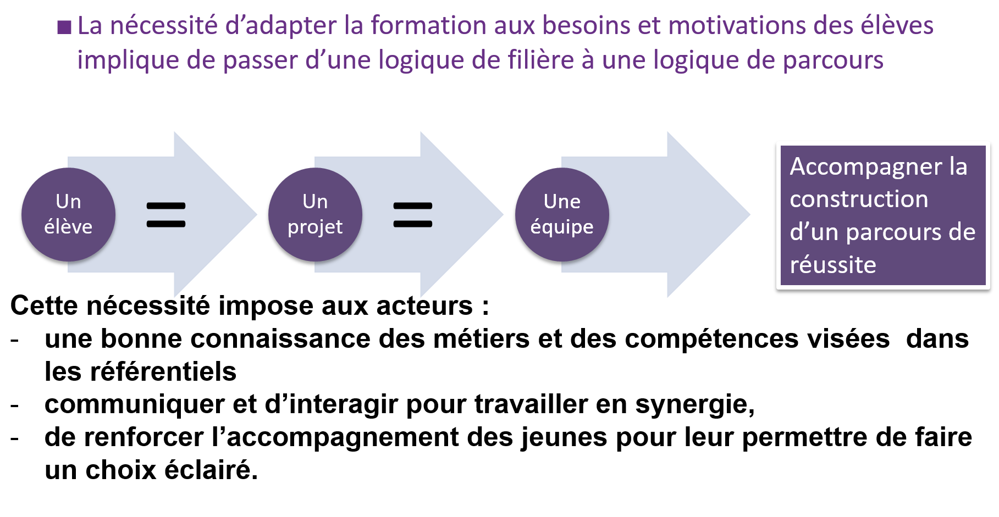 ■ La nécessité d’adapter la formation aux besoins et motivations des élèves
implique de passer d’une logique de filière à une logique de parcours
Un
élève
=
Un
projet
=
Une
équipe
Accompagner la
construction
d’un parcours de
réussite
Cette nécessité impose aux acteurs :
- une bonne connaissance des métiers et des compétences visées  dans
les référentiels
- communiquer et d’interagir pour travailler en synergie,
- de renforcer l’accompagnement des jeunes pour leur permettre de faire
un choix éclairé.